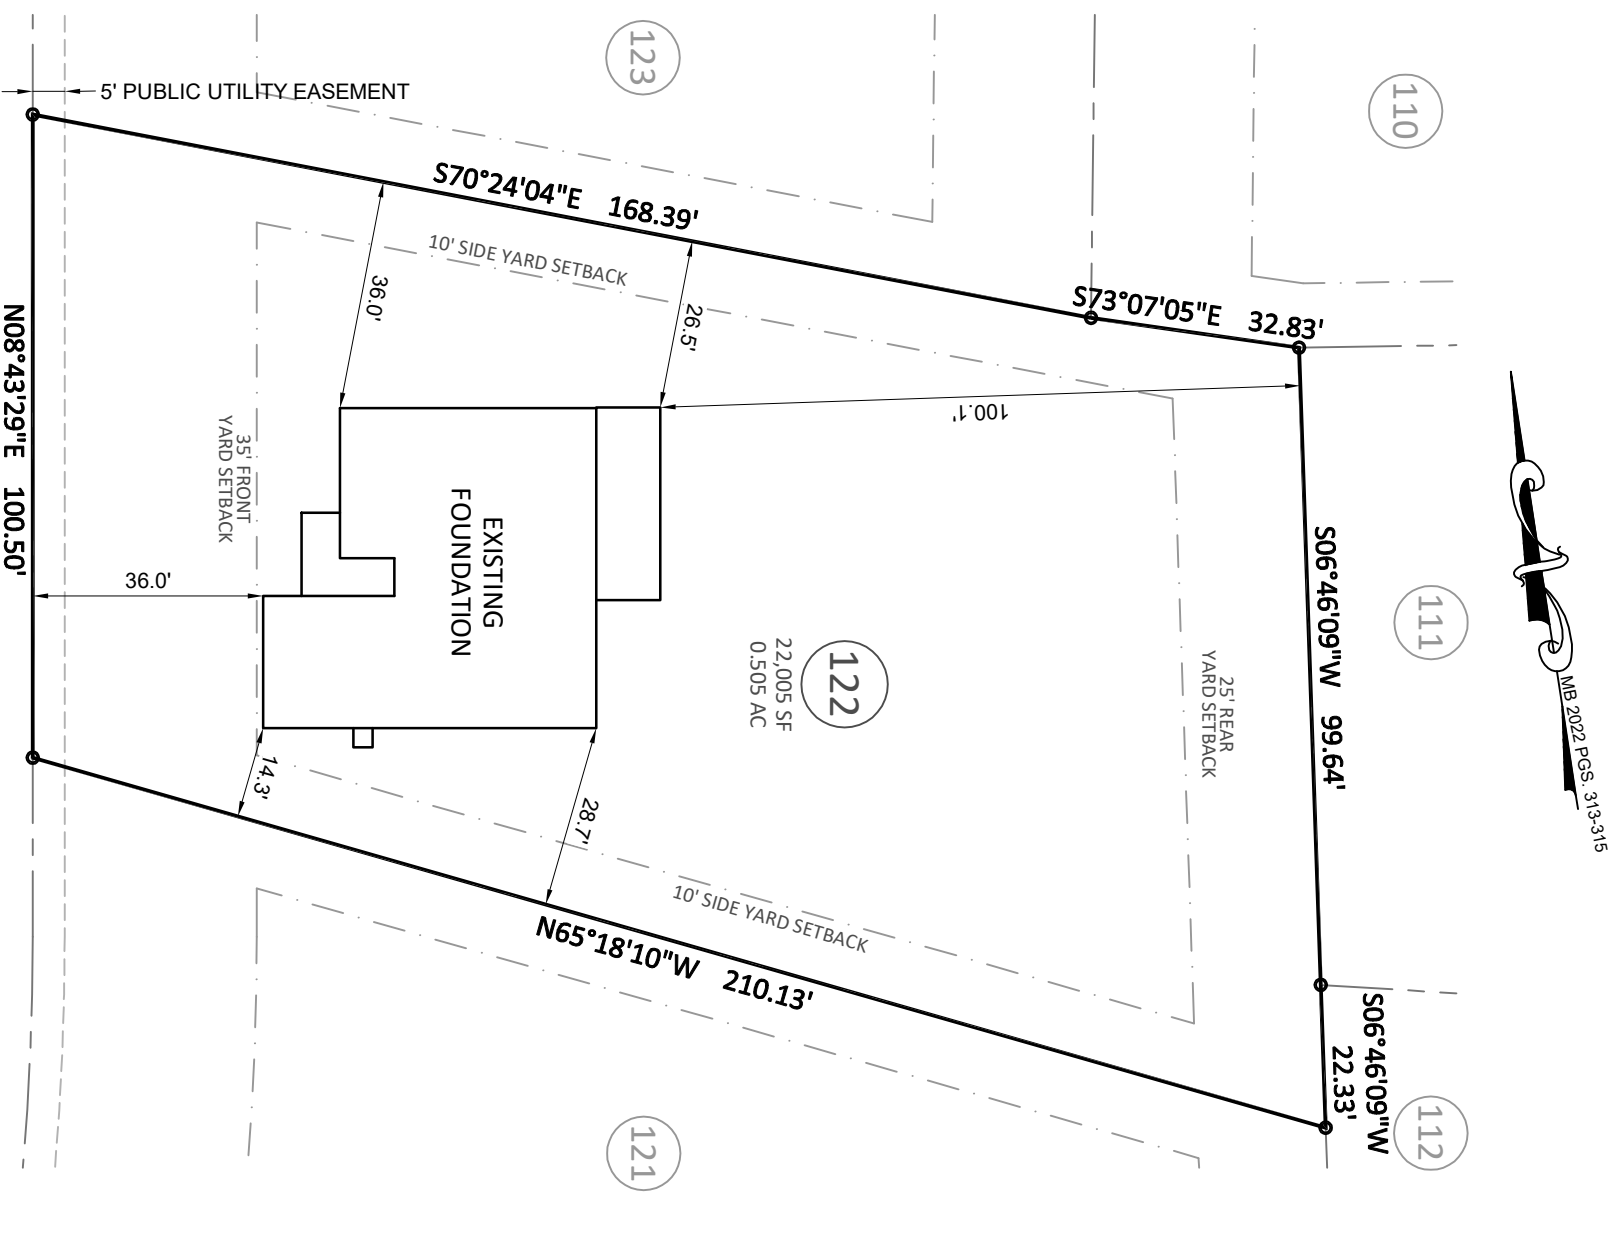 123
110
5' PUBLIC UTILITY EASEMENT
S70°24'04"E 168.39'
10' SIDE YARD SETBACK
S73°07'05"E 32.83'
36.0'
26.5'
100.1'
N08°43'29"E 100.50'
35' FRONT
YARD SETBACK
EXISTING
FOUNDATION
36.0'
122
22,005 SF
0.505 AC
S06°46'09"W 99.64'
111
25' REAR
YARD SETBACK
MB 2022 PGS. 313-315
14.3'
28.7'
10' SIDE YARD SETBACK
N65°18'10"W 210.13'
S06°46'09"W
22.33'
112
121